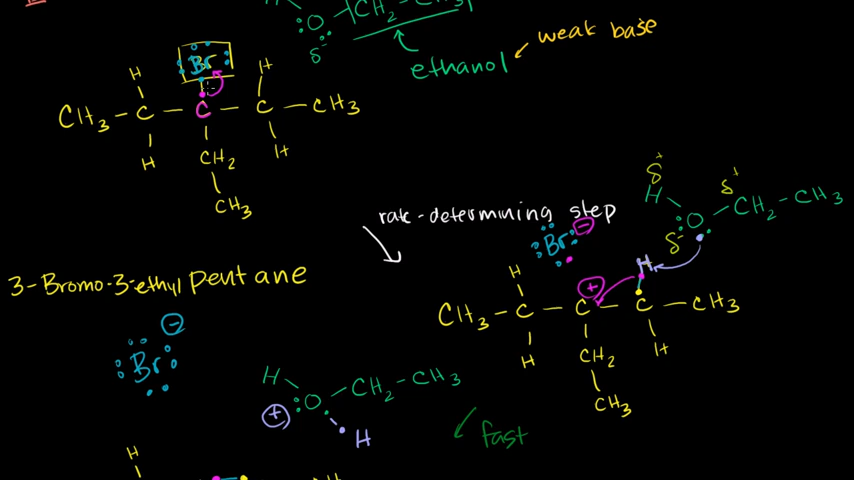 :O: CH₂
δ⁻
weak base
ethanol
Br
H H
CH₃ - C - C - C - CH₃
H CH₂ H
CH₃
δ⁺
H δ⁺
:O: - CH₂ - CH₃
δ⁻
rate-determining step
Br ⊖
H H
⊕
CH₃ - C - C - C - CH₃
H CH₂ H
CH₃
3-Bromo-3-ethyl pentane
Br ⊖
H
:O - CH₂ - CH₃
⊕
H
fast
H